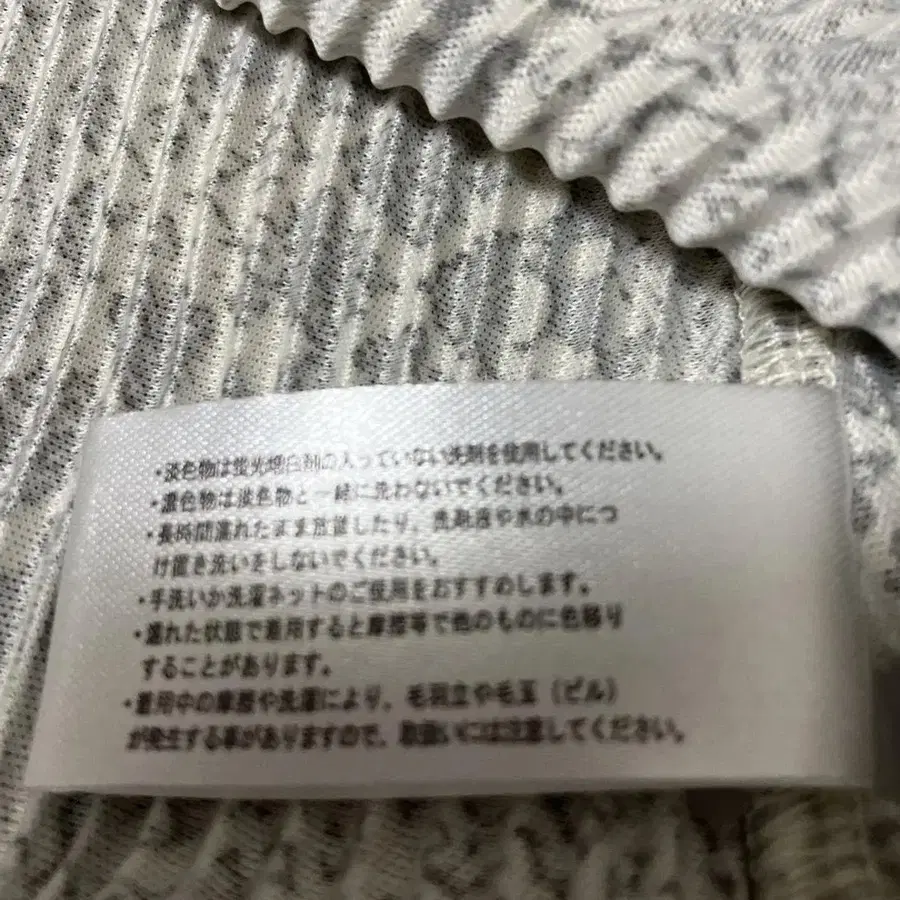 ・淡色物は蛍光増白剤の入っていない洗剤を使用してください。
・濃色物は淡色物と一緒に洗わないでください。
・長時間濡れたまま放置したり、洗剤液や水の中につ
け置き洗いをしないでください。
・手洗いか洗濯ネットのご使用をおすすめします。
・濡れた状態で着用すると摩擦等で他のものに色移り
することがあります。
・着用中の摩擦や洗濯により、毛羽立や毛玉（ピル）
が発生する事がありますので、取扱いには注意してください。